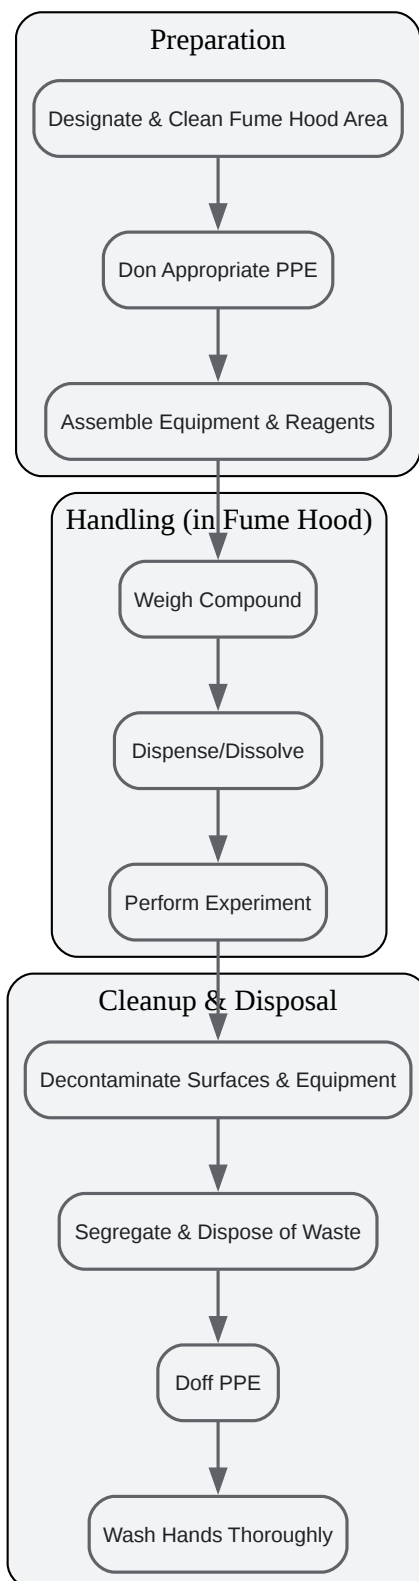 Preparation
Designate & Clean Fume Hood Area
Don Appropriate PPE
Assemble Equipment & Reagents
Handling (in Fume Hood)
Weigh Compound
Dispense/Dissolve
Perform Experiment
Cleanup & Disposal
Decontaminate Surfaces & Equipment
Segregate & Dispose of Waste
Doff PPE
Wash Hands Thoroughly